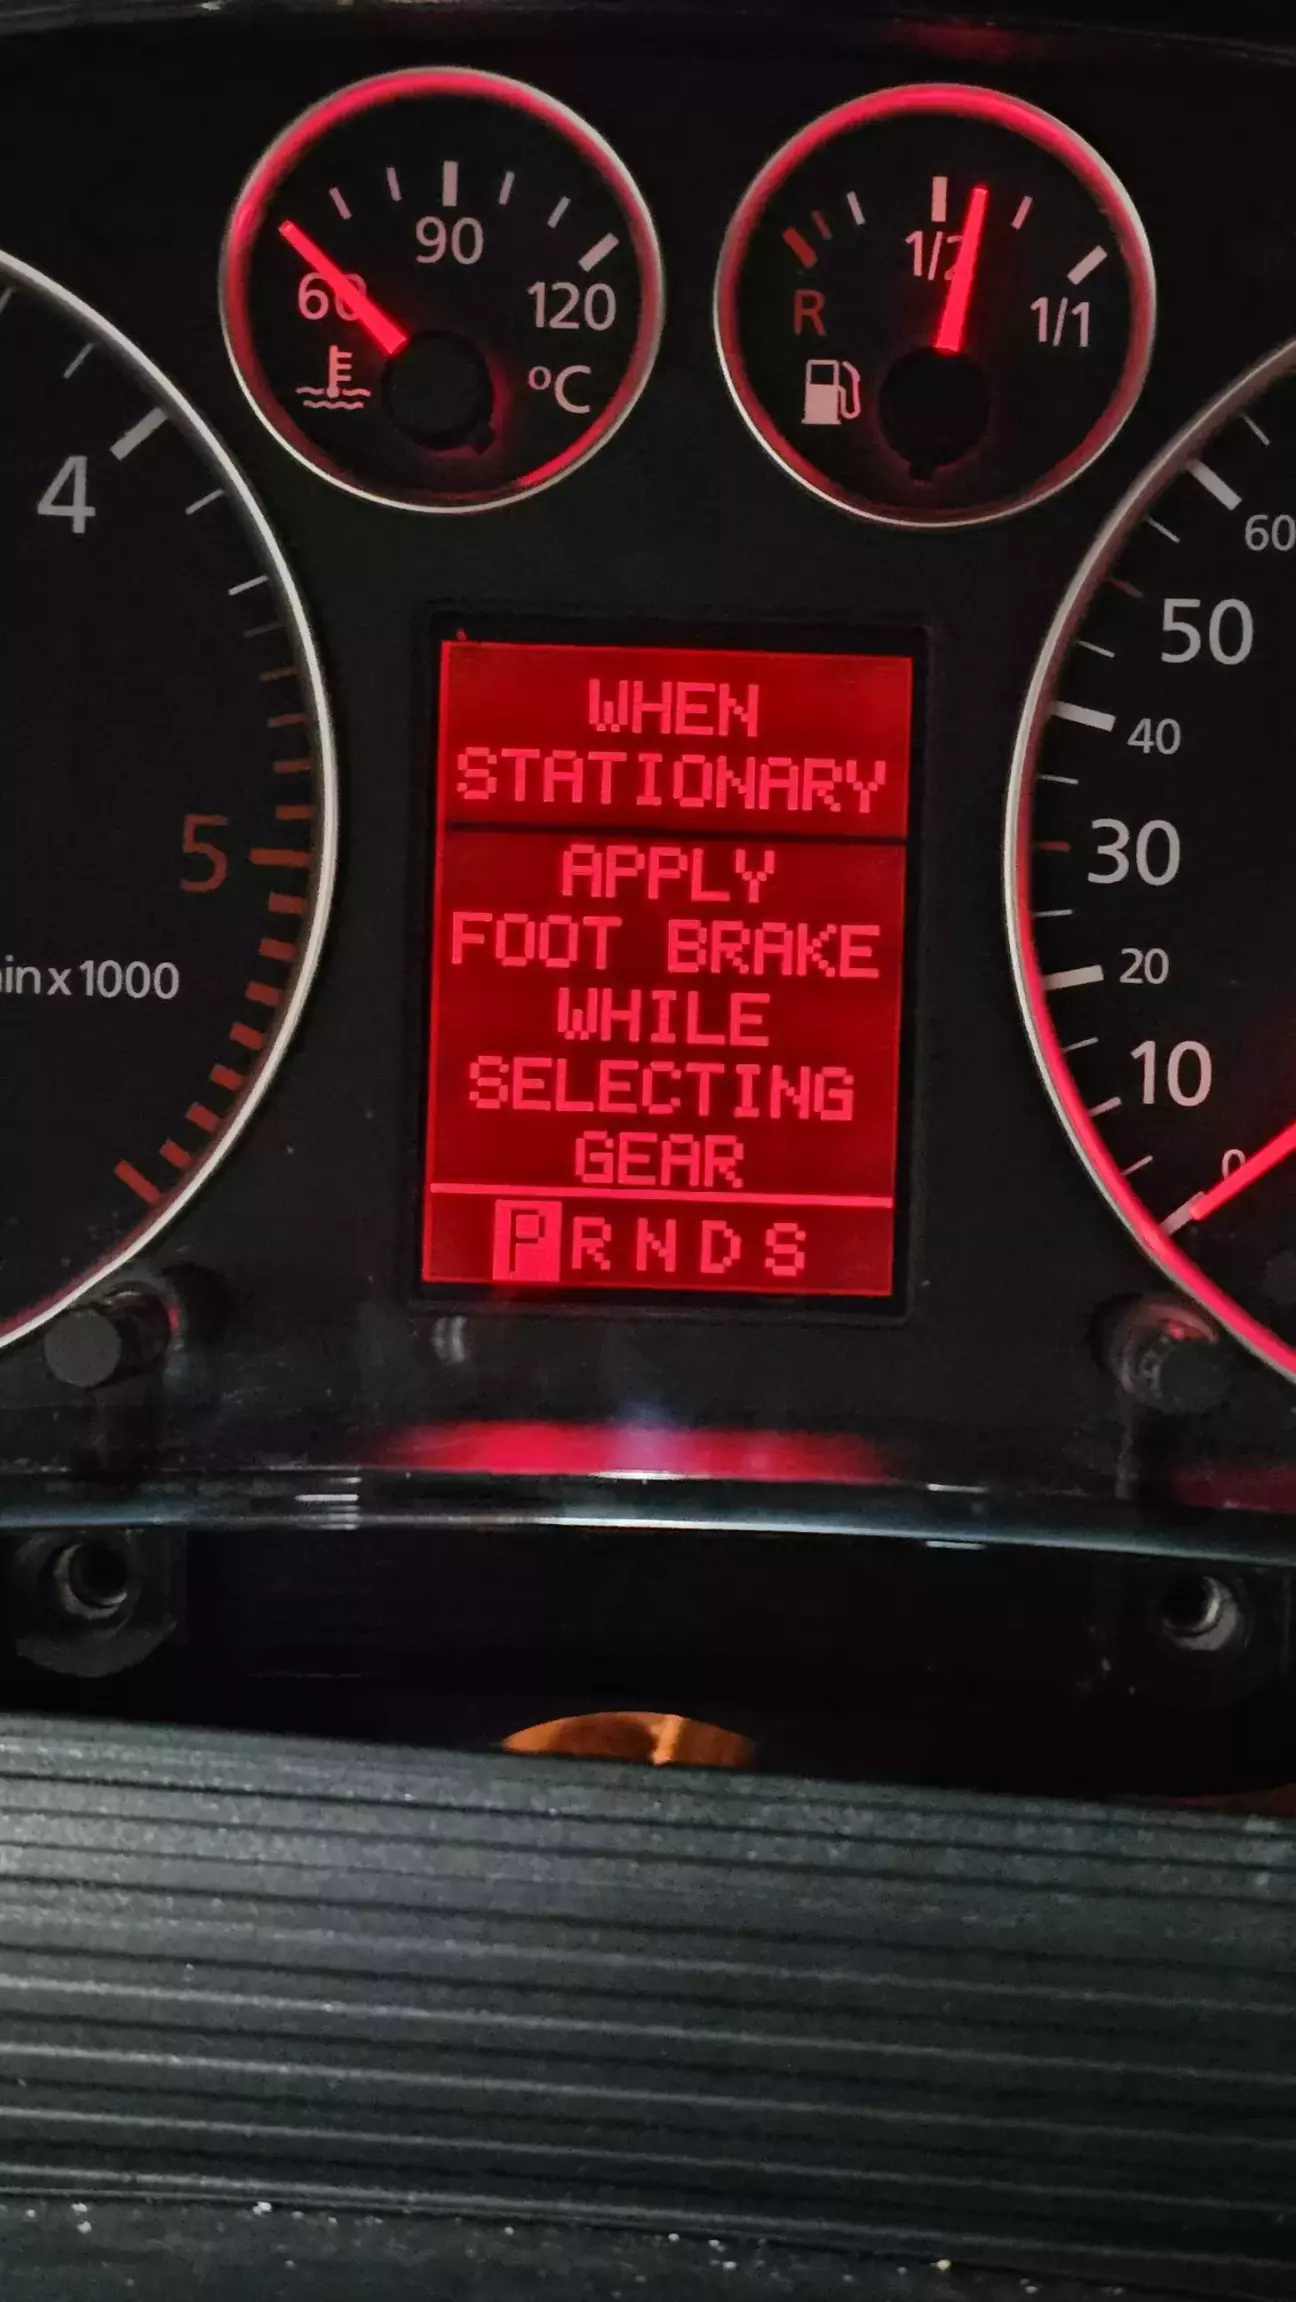 90
60
120
°C
1/2
R
1/1
4
60
50
WHEN
STATIONARY
40
APPLY
FOOT BRAKE
WHILE
SELECTING
GEAR
5
30
in x 1000
20
10
0
P R N D S